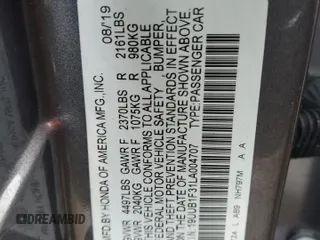 MFD. BY HONDA OF AMERICA MFG.,INC. 08/19
GVWR 4497LBS GAWR F 2370LBS R 2161LBS
2040KG GAWR F 1075KG R 980KG
THIS VEHICLE CONFORMS TO ALL APPLICABLE
FEDERAL MOTOR VEHICLE SAFETY, BUMPER,
AND THEFT PREVENTION STANDARDS IN EFFECT
ON THE DATE OF MANUFACTURE SHOWN ABOVE.
19UUB1F31LA004707 TYPE:PASSENGER CAR
AB9 NH797M A A